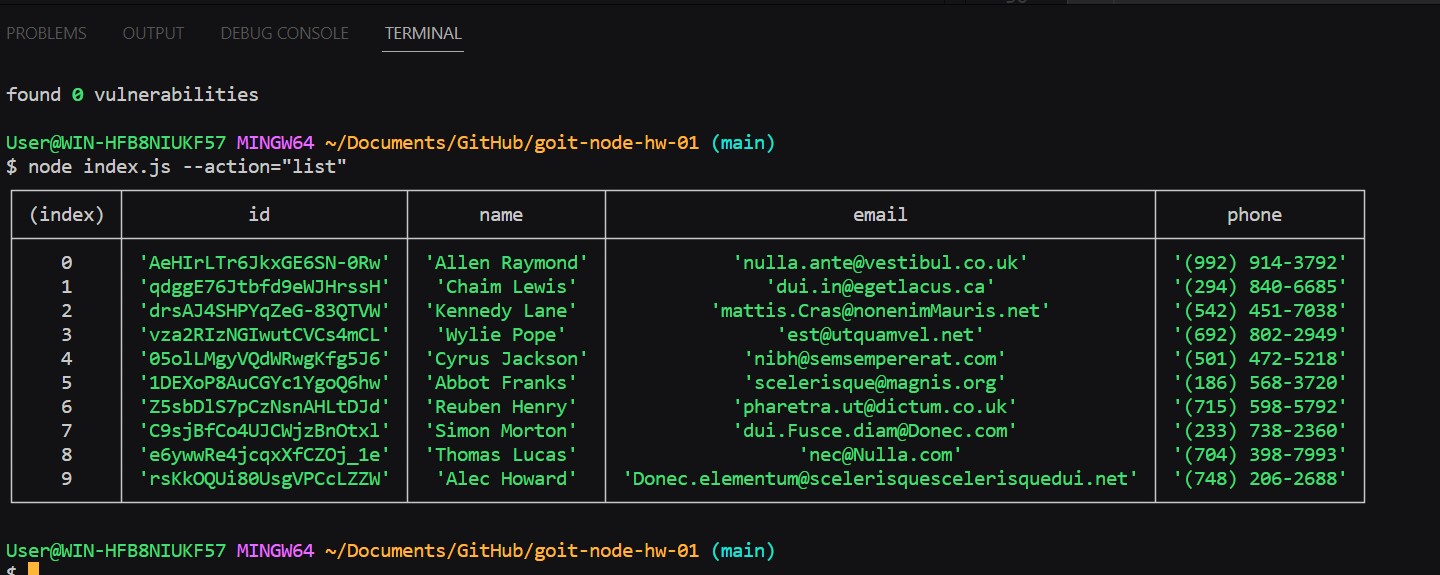 PROBLEMS OUTPUT DEBUG CONSOLE TERMINAL
found 0 vulnerabilities
User@WIN-HFB8NIUKF57 MINGW64 ~/Documents/GitHub/goit-node-hw-01 (main)
$ node index.js --action="list"
(index) id name email phone
0 'AeHIrLTr6JkxGE6SN-0Rw' 'Allen Raymond' 'nulla.ante@vestibul.co.uk' '(992) 914-3792'
1 'qdggE76Jtbfd9eWJHrssH' 'Chaim Lewis' 'dui.in@egetlacus.ca' '(294) 840-6685'
2 'drsAJ4SHPYqZeG-83QTVW' 'Kennedy Lane' 'mattis.Cras@nonenimMauris.net' '(542) 451-7038'
3 'vza2RIzNGIwutCVCs4mCL' 'Wylie Pope' 'est@utquamvel.net' '(692) 802-2949'
4 '05olLMgyVQdWRwgKfg5J6' 'Cyrus Jackson' 'nibh@semsempererat.com' '(501) 472-5218'
5 '1DEXoP8AuCGYc1YgoQ6hw' 'Abbot Franks' 'scelerisque@magnis.org' '(186) 568-3720'
6 'Z5sbDlS7pCzNsnAHLtDJd' 'Reuben Henry' 'pharetra.ut@dictum.co.uk' '(715) 598-5792'
7 'C9sjBfCo4UJCWjzBnOtxl' 'Simon Morton' 'dui.Fusce.diam@Donec.com' '(233) 738-2360'
8 'e6ywwRe4jcqxXfCZOj_1e' 'Thomas Lucas' 'nec@Nulla.com' '(704) 398-7993'
9 'rsKkOQUi80UsgVPCcLZZW' 'Alec Howard' 'Donec.elementum@scelerisquescelerisquedui.net' '(748) 206-2688'
User@WIN-HFB8NIUKF57 MINGW64 ~/Documents/GitHub/goit-node-hw-01 (main)
$